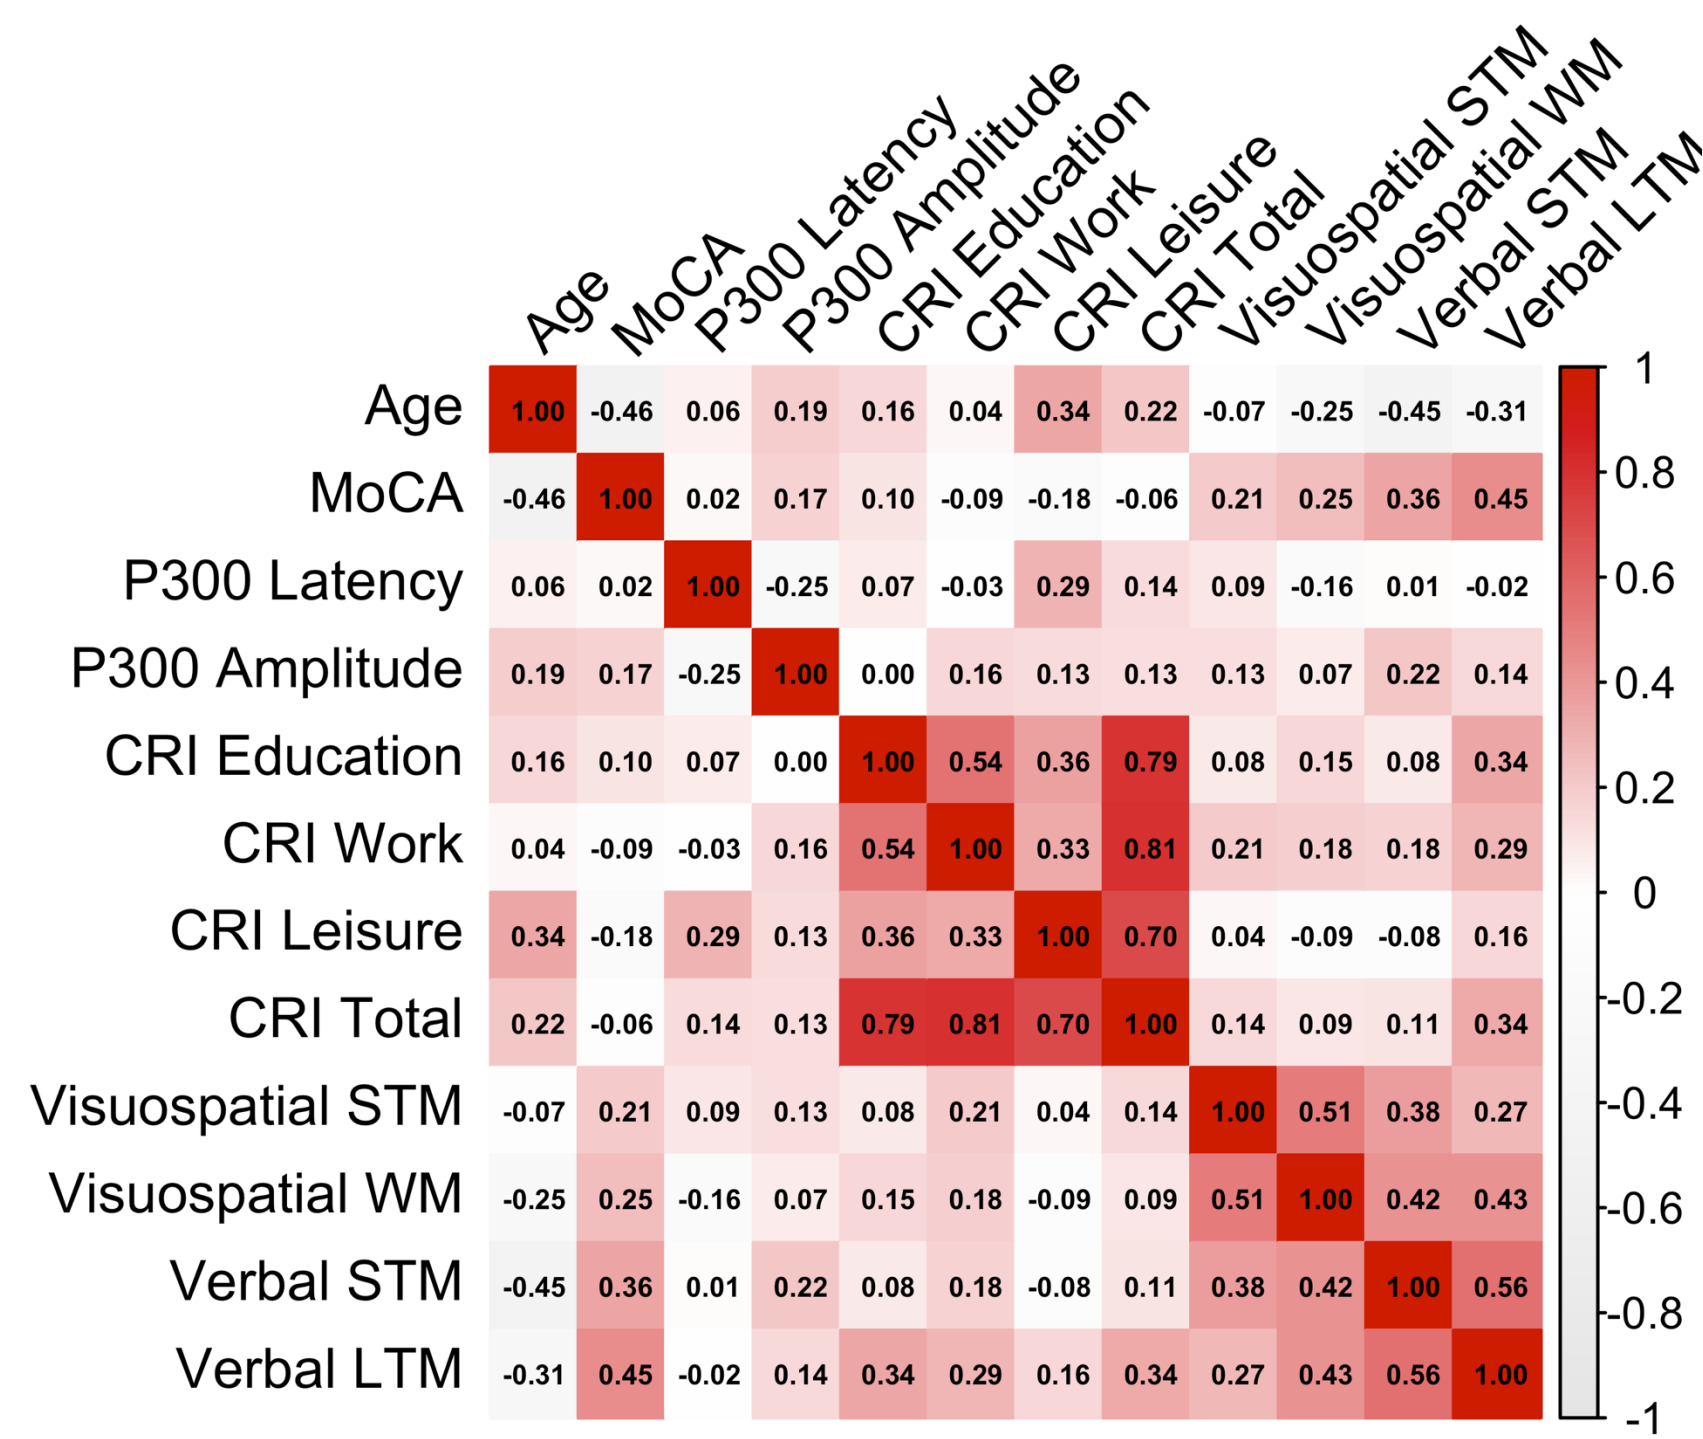 Age
MoCA
P300 Latency
P300 Amplitude
CRI Education
CRI Work
CRI Leisure
CRI Total
Visuospatial STM
Visuospatial WM
Verbal STM
Verbal LTM
Age 1.00 -0.46 0.06 0.19 0.16 0.04 0.34 0.22 -0.07 -0.25 -0.45 -0.31
MoCA -0.46 1.00 0.02 0.17 0.10 -0.09 -0.18 -0.06 0.21 0.25 0.36 0.45
P300 Latency 0.06 0.02 1.00 -0.25 0.07 -0.03 0.29 0.14 0.09 -0.16 0.01 -0.02
P300 Amplitude 0.19 0.17 -0.25 1.00 0.00 0.16 0.13 0.13 0.13 0.07 0.22 0.14
CRI Education 0.16 0.10 0.07 0.00 1.00 0.54 0.36 0.79 0.08 0.15 0.08 0.34
CRI Work 0.04 -0.09 -0.03 0.16 0.54 1.00 0.33 0.81 0.21 0.18 0.18 0.29
CRI Leisure 0.34 -0.18 0.29 0.13 0.36 0.33 1.00 0.70 0.04 -0.09 -0.08 0.16
CRI Total 0.22 -0.06 0.14 0.13 0.79 0.81 0.70 1.00 0.14 0.09 0.11 0.34
Visuospatial STM -0.07 0.21 0.09 0.13 0.08 0.21 0.04 0.14 1.00 0.51 0.38 0.27
Visuospatial WM -0.25 0.25 -0.16 0.07 0.15 0.18 -0.09 0.09 0.51 1.00 0.42 0.43
Verbal STM -0.45 0.36 0.01 0.22 0.08 0.18 -0.08 0.11 0.38 0.42 1.00 0.56
Verbal LTM -0.31 0.45 -0.02 0.14 0.34 0.29 0.16 0.34 0.27 0.43 0.56 1.00
1
0.8
0.6
0.4
0.2
0
-0.2
-0.4
-0.6
-0.8
-1